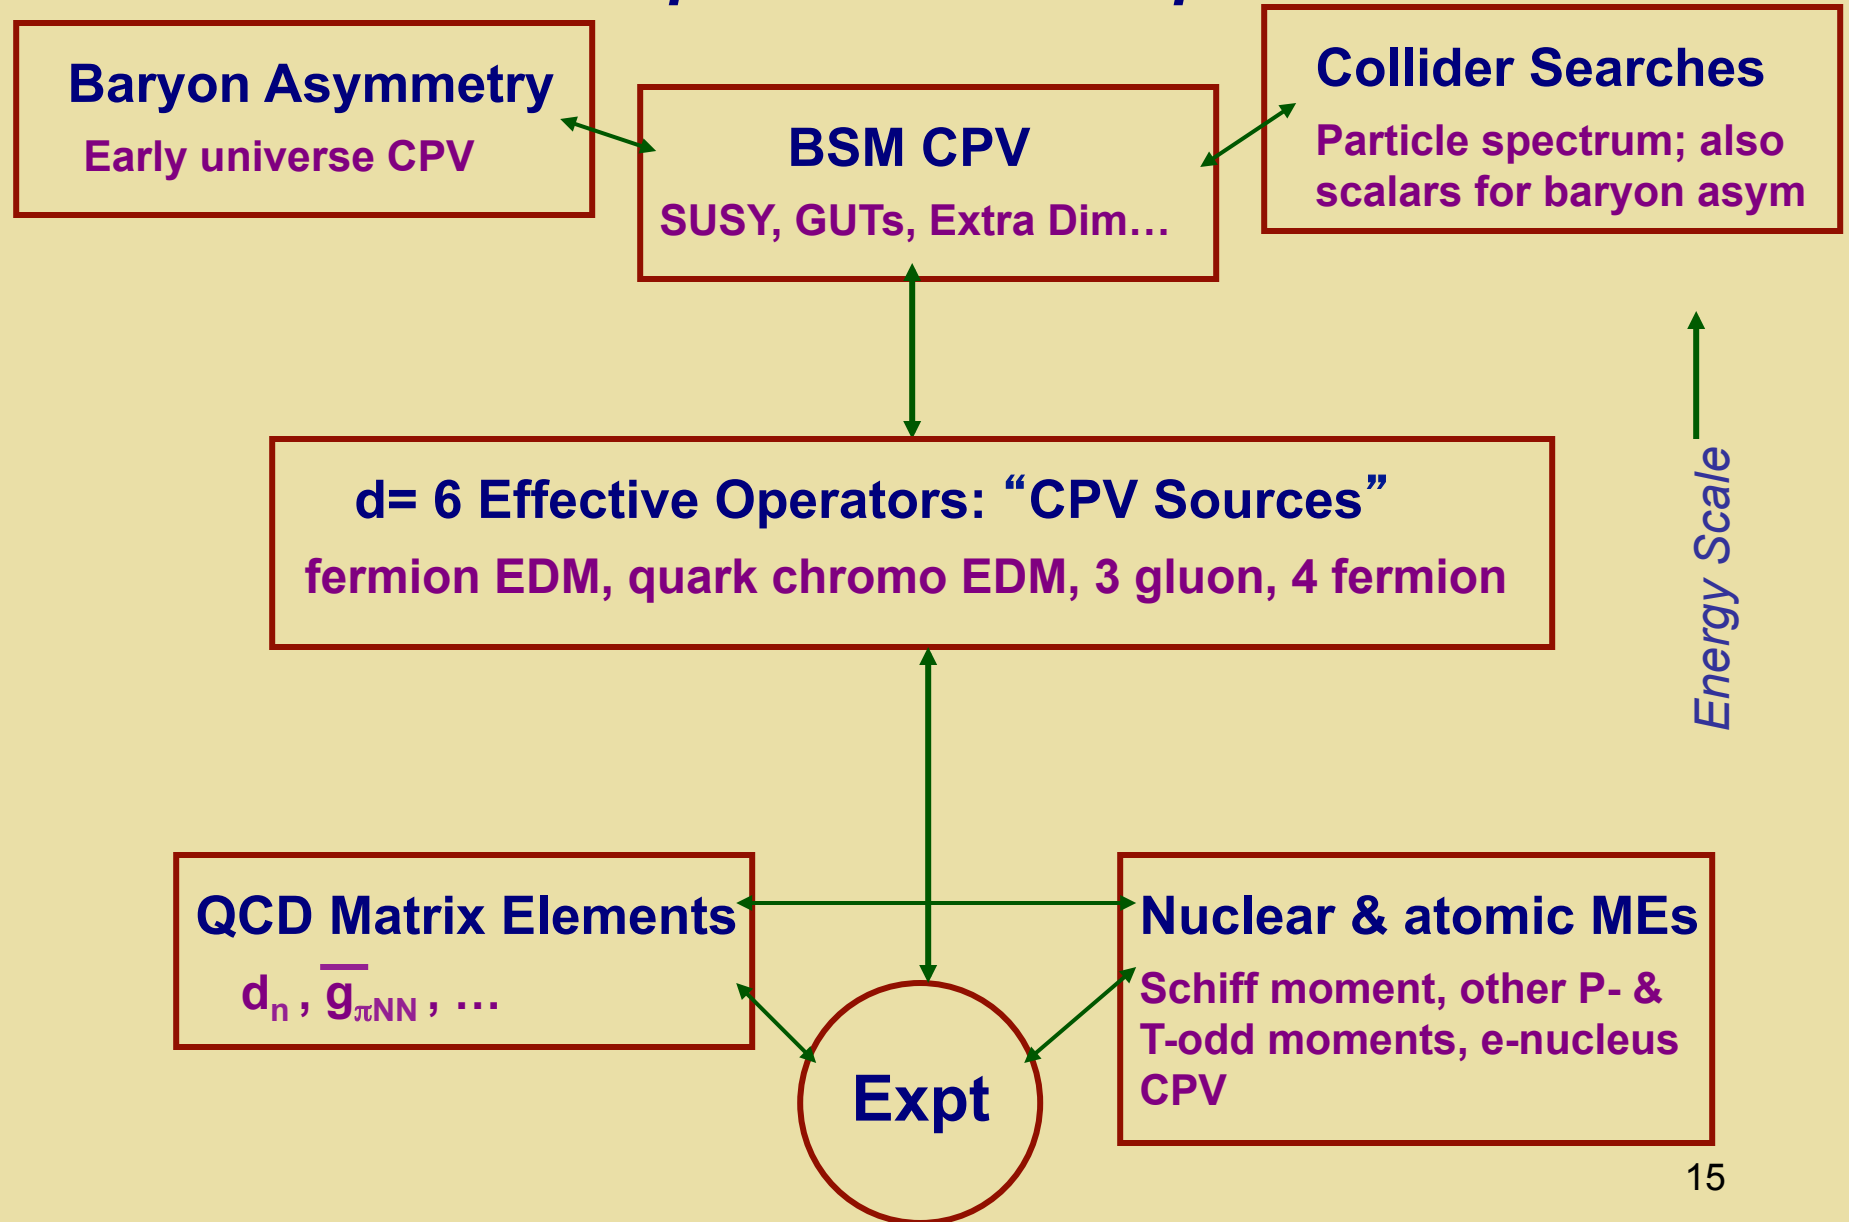 Baryon Asymmetry
Early universe CPV
BSM CPV
SUSY, GUTs, Extra Dim…
Collider Searches
Particle spectrum; also
scalars for baryon asym
d= 6 Effective Operators: “CPV Sources”
fermion EDM, quark chromo EDM, 3 gluon, 4 fermion
Energy Scale
QCD Matrix Elements
dₙ , g̅πNN , …
Nuclear & atomic MEs
Schiff moment, other P- &
T-odd moments, e-nucleus
CPV
Expt
15